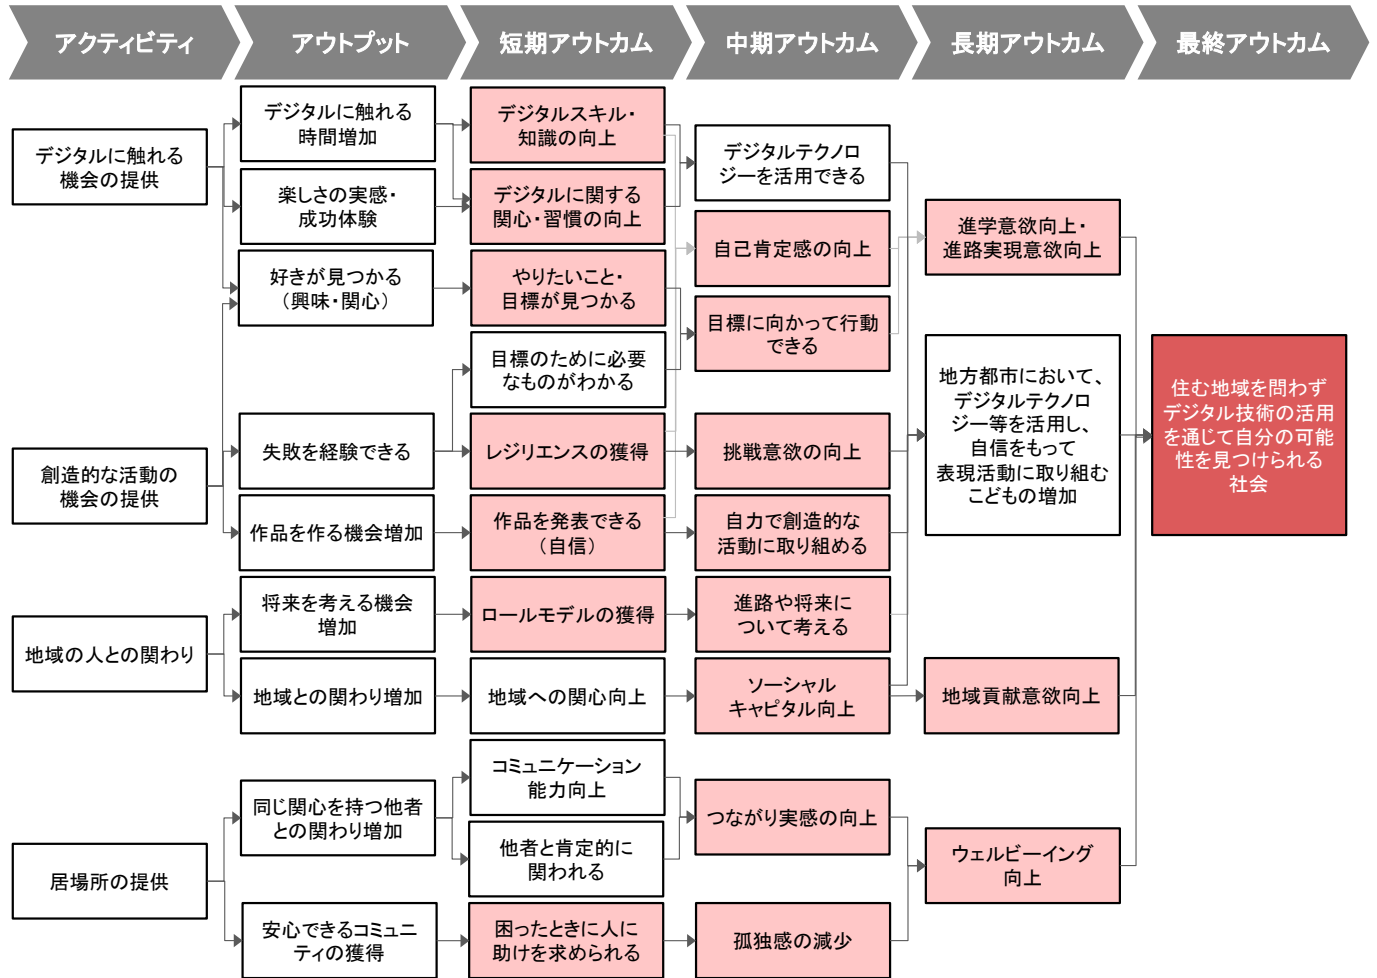 アクティビティ
アウトプット
短期アウトカム
中期アウトカム
長期アウトカム
最終アウトカム
デジタルに触れる
機会の提供
創造的な活動の
機会の提供
地域の人との関わり
居場所の提供
デジタルに触れる
時間増加
楽しさの実感・
成功体験
好きが見つかる
（興味・関心）
失敗を経験できる
作品を作る機会増加
将来を考える機会
増加
地域との関わり増加
同じ関心を持つ他者
との関わり増加
安心できるコミュニ
ティの獲得
デジタルスキル・
知識の向上
デジタルに関する
関心・習慣の向上
やりたいこと・
目標が見つかる
目標のために必要
なものがわかる
レジリエンスの獲得
作品を発表できる
（自信）
ロールモデルの獲得
地域への関心向上
コミュニケーション
能力向上
他者と肯定的に
関われる
困ったときに人に
助けを求められる
デジタルテクノロ
ジーを活用できる
自己肯定感の向上
目標に向かって行動
できる
挑戦意欲の向上
自力で創造的な
活動に取り組める
進路や将来に
ついて考える
ソーシャル
キャピタル向上
つながり実感の向上
孤独感の減少
進学意欲向上・
進路実現意欲向上
地方都市において、
デジタルテクノロ
ジー等を活用し、
自信をもって
表現活動に取り組む
こどもの増加
地域貢献意欲向上
ウェルビーイング
向上
住む地域を問わず
デジタル技術の活用
を通じて自分の可能
性を見つけられる
社会